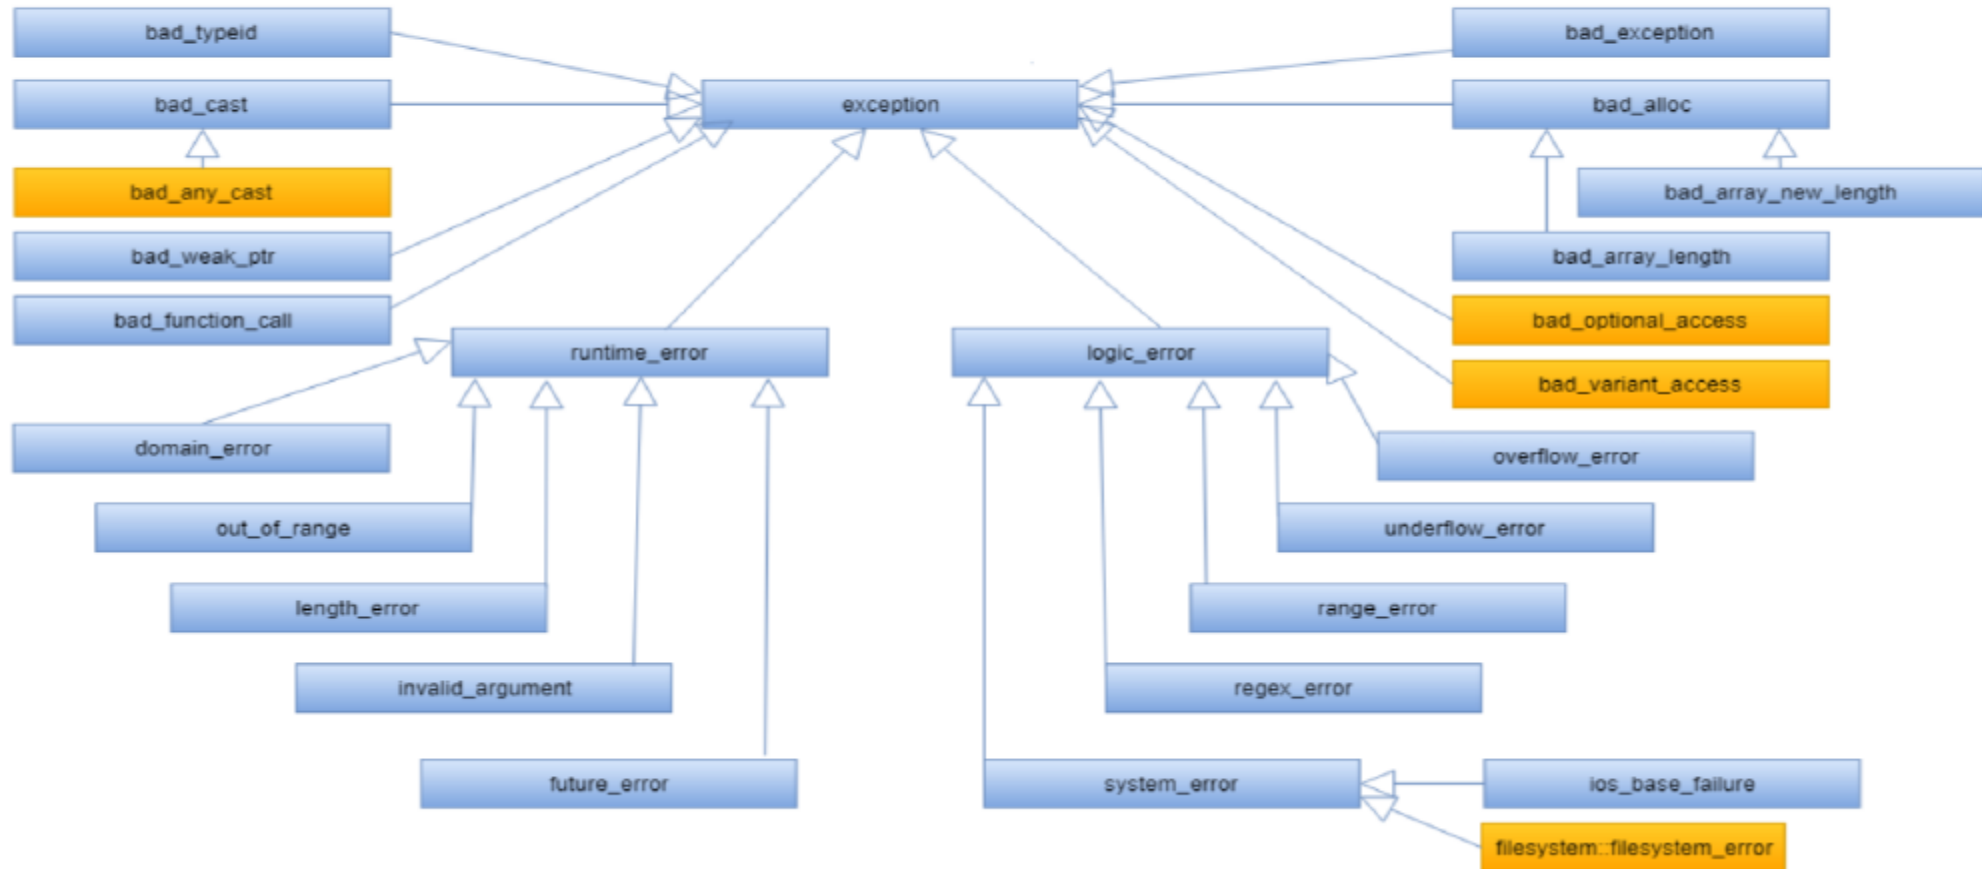 bad_typeid
bad_exception
bad_cast
exception
bad_alloc
bad_any_cast
bad_array_new_length
bad_weak_ptr
bad_array_length
bad_function_call
bad_optional_access
runtime_error
logic_error
bad_variant_access
domain_error
overflow_error
out_of_range
underflow_error
length_error
range_error
invalid_argument
regex_error
future_error
system_error
ios_base_failure
filesystem::filesystem_error